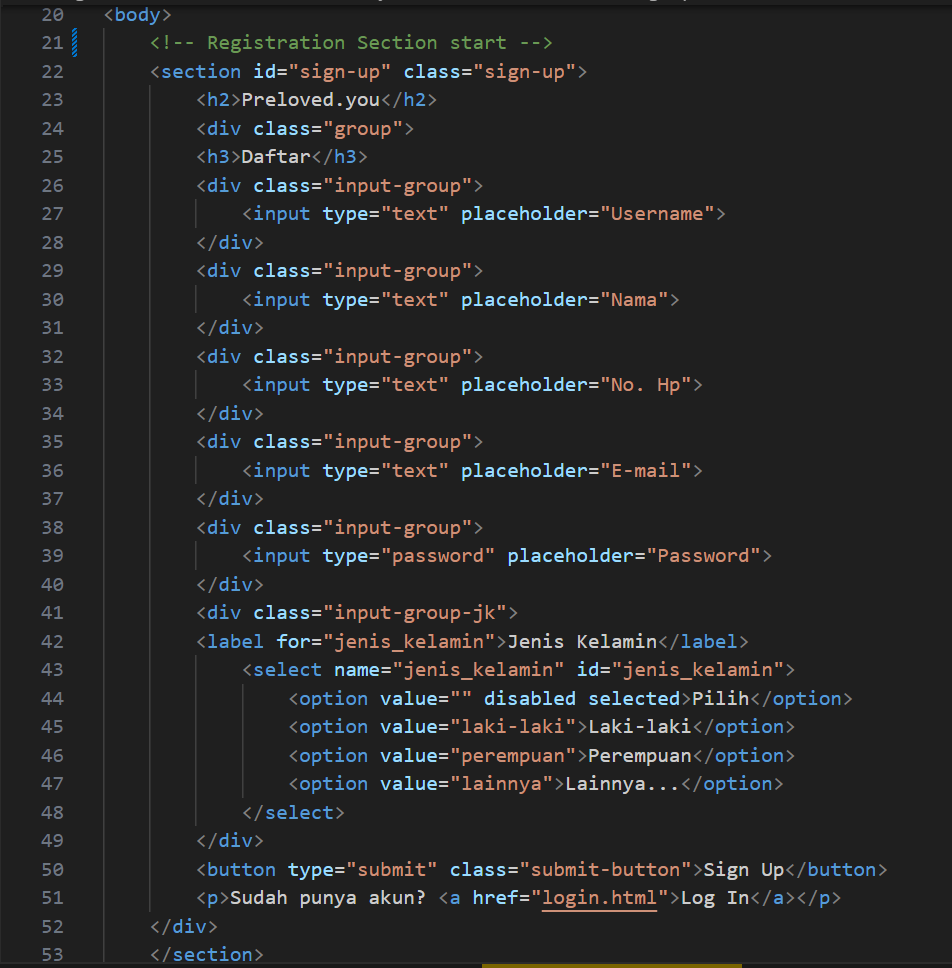 20 <body>
21 <!-- Registration Section start -->
22 <section id="sign-up" class="sign-up">
23 <h2>Preloved.you</h2>
24 <div class="group">
25 <h3>Daftar</h3>
26 <div class="input-group">
27 <input type="text" placeholder="Username">
28 </div>
29 <div class="input-group">
30 <input type="text" placeholder="Nama">
31 </div>
32 <div class="input-group">
33 <input type="text" placeholder="No. Hp">
34 </div>
35 <div class="input-group">
36 <input type="text" placeholder="E-mail">
37 </div>
38 <div class="input-group">
39 <input type="password" placeholder="Password">
40 </div>
41 <div class="input-group-jk">
42 <label for="jenis_kelamin">Jenis Kelamin</label>
43 <select name="jenis_kelamin" id="jenis_kelamin">
44 <option value="" disabled selected>Pilih</option>
45 <option value="laki-laki">Laki-laki</option>
46 <option value="perempuan">Perempuan</option>
47 <option value="lainnya">Lainnya...</option>
48 </select>
49 </div>
50 <button type="submit" class="submit-button">Sign Up</button>
51 <p>Sudah punya akun? <a href="login.html">Log In</a></p>
52 </div>
53 </section>